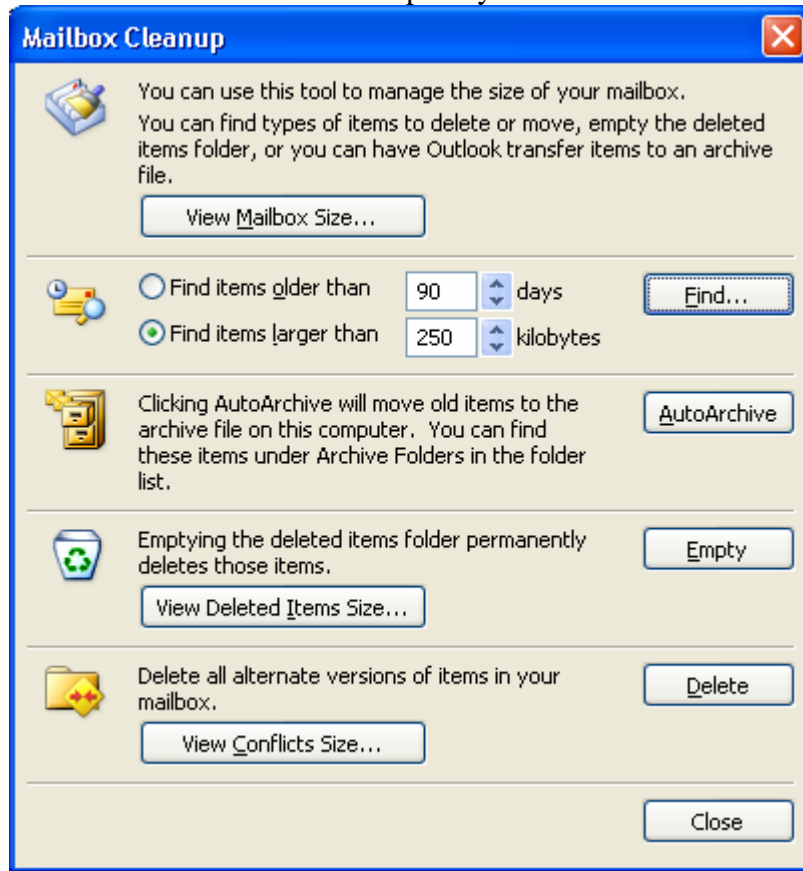 Mailbox Cleanup
You can use this tool to manage the size of your mailbox.
You can find types of items to delete or move, empty the deleted
items folder, or you can have Outlook transfer items to an archive
file.
View Mailbox Size...
Find items older than 90 days Find...
Find items larger than 250 kilobytes
Clicking AutoArchive will move old items to the
archive file on this computer. You can find
these items under Archive Folders in the folder
list.
AutoArchive
Emptying the deleted items folder permanently
deletes those items.
Empty
View Deleted Items Size...
Delete all alternate versions of items in your
mailbox.
Delete
View Conflicts Size...
Close